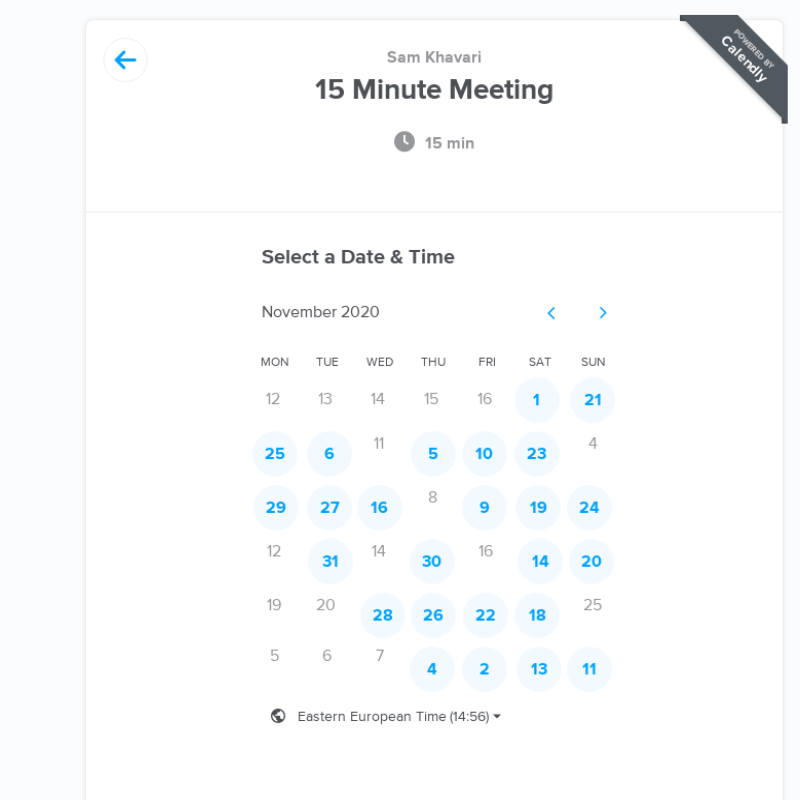 POWERED BY
Calendly
Sam Khavari
15 Minute Meeting
15 min
Select a Date & Time
November 2020
MON TUE WED THU FRI SAT SUN
12 13 14 15 16 1 21
25 6 11 5 10 23 4
29 27 16 8 9 19 24
12 31 14 30 16 14 20
19 20 28 26 22 18 25
5 6 7 4 2 13 11
Eastern European Time (14:56)